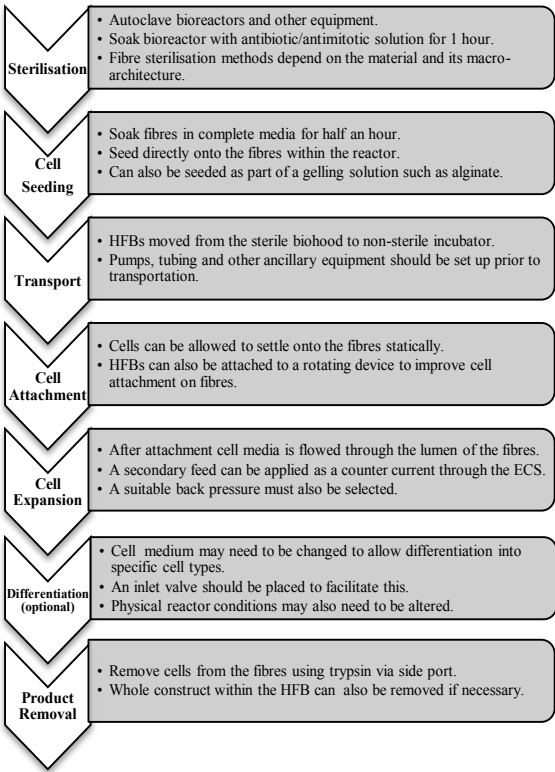 Sterilisation
• Autoclave bioreactors and other equipment.
• Soak bioreactor with antibiotic/antimitotic solution for 1 hour.
• Fibre sterilisation methods depend on the material and its macro-
architecture.
Cell
Seeding
• Soak fibres in complete media for half an hour.
• Seed directly onto the fibres within the reactor.
• Can also be seeded as part of a gelling solution such as alginate.
Transport
• HFBs moved from the sterile biohood to non-sterile incubator.
• Pumps, tubing and other ancillary equipment should be set up prior to
transportation.
Cell
Attachment
• Cells can be allowed to settle onto the fibres statically.
• HFBs can also be attached to a rotating device to improve cell
attachment on fibres.
Cell
Expansion
• After attachment cell media is flowed through the lumen of the fibres.
• A secondary feed can be applied as a counter current through the ECS.
• A suitable back pressure must also be selected.
Differentiation
(optional)
• Cell medium may need to be changed to allow differentiation into
specific cell types.
• An inlet valve should be placed to facilitate this.
• Physical reactor conditions may also need to be altered.
Product
Removal
• Remove cells from the fibres using trypsin via side port.
• Whole construct within the HFB can also be removed if necessary.